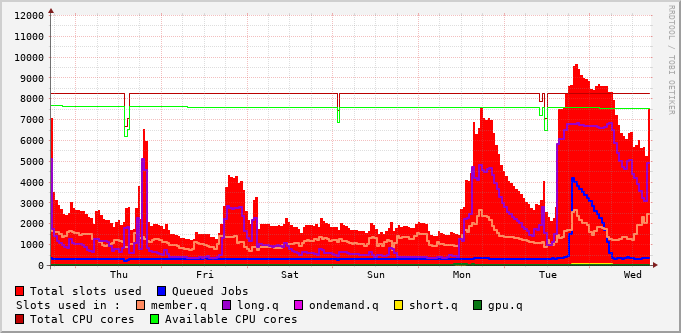 RRDTOOL / TOBI OETIKER
12000
11000
10000
9000
8000
7000
6000
5000
4000
3000
2000
1000
0
Thu Fri Sat Sun Mon Tue Wed
Total slots used Queued Jobs
Slots used in : member.q long.q ondemand.q short.q gpu.q
Total CPU cores Available CPU cores